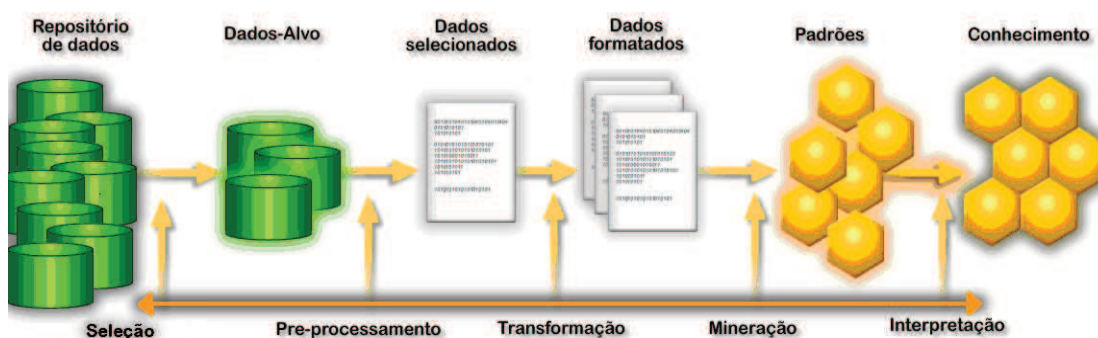 Repositório
de dados
Dados-Alvo
Dados
selecionados
Dados
formatados
Padrões
Conhecimento
Seleção
Pre-processamento
Transformação
Mineração
Interpretação